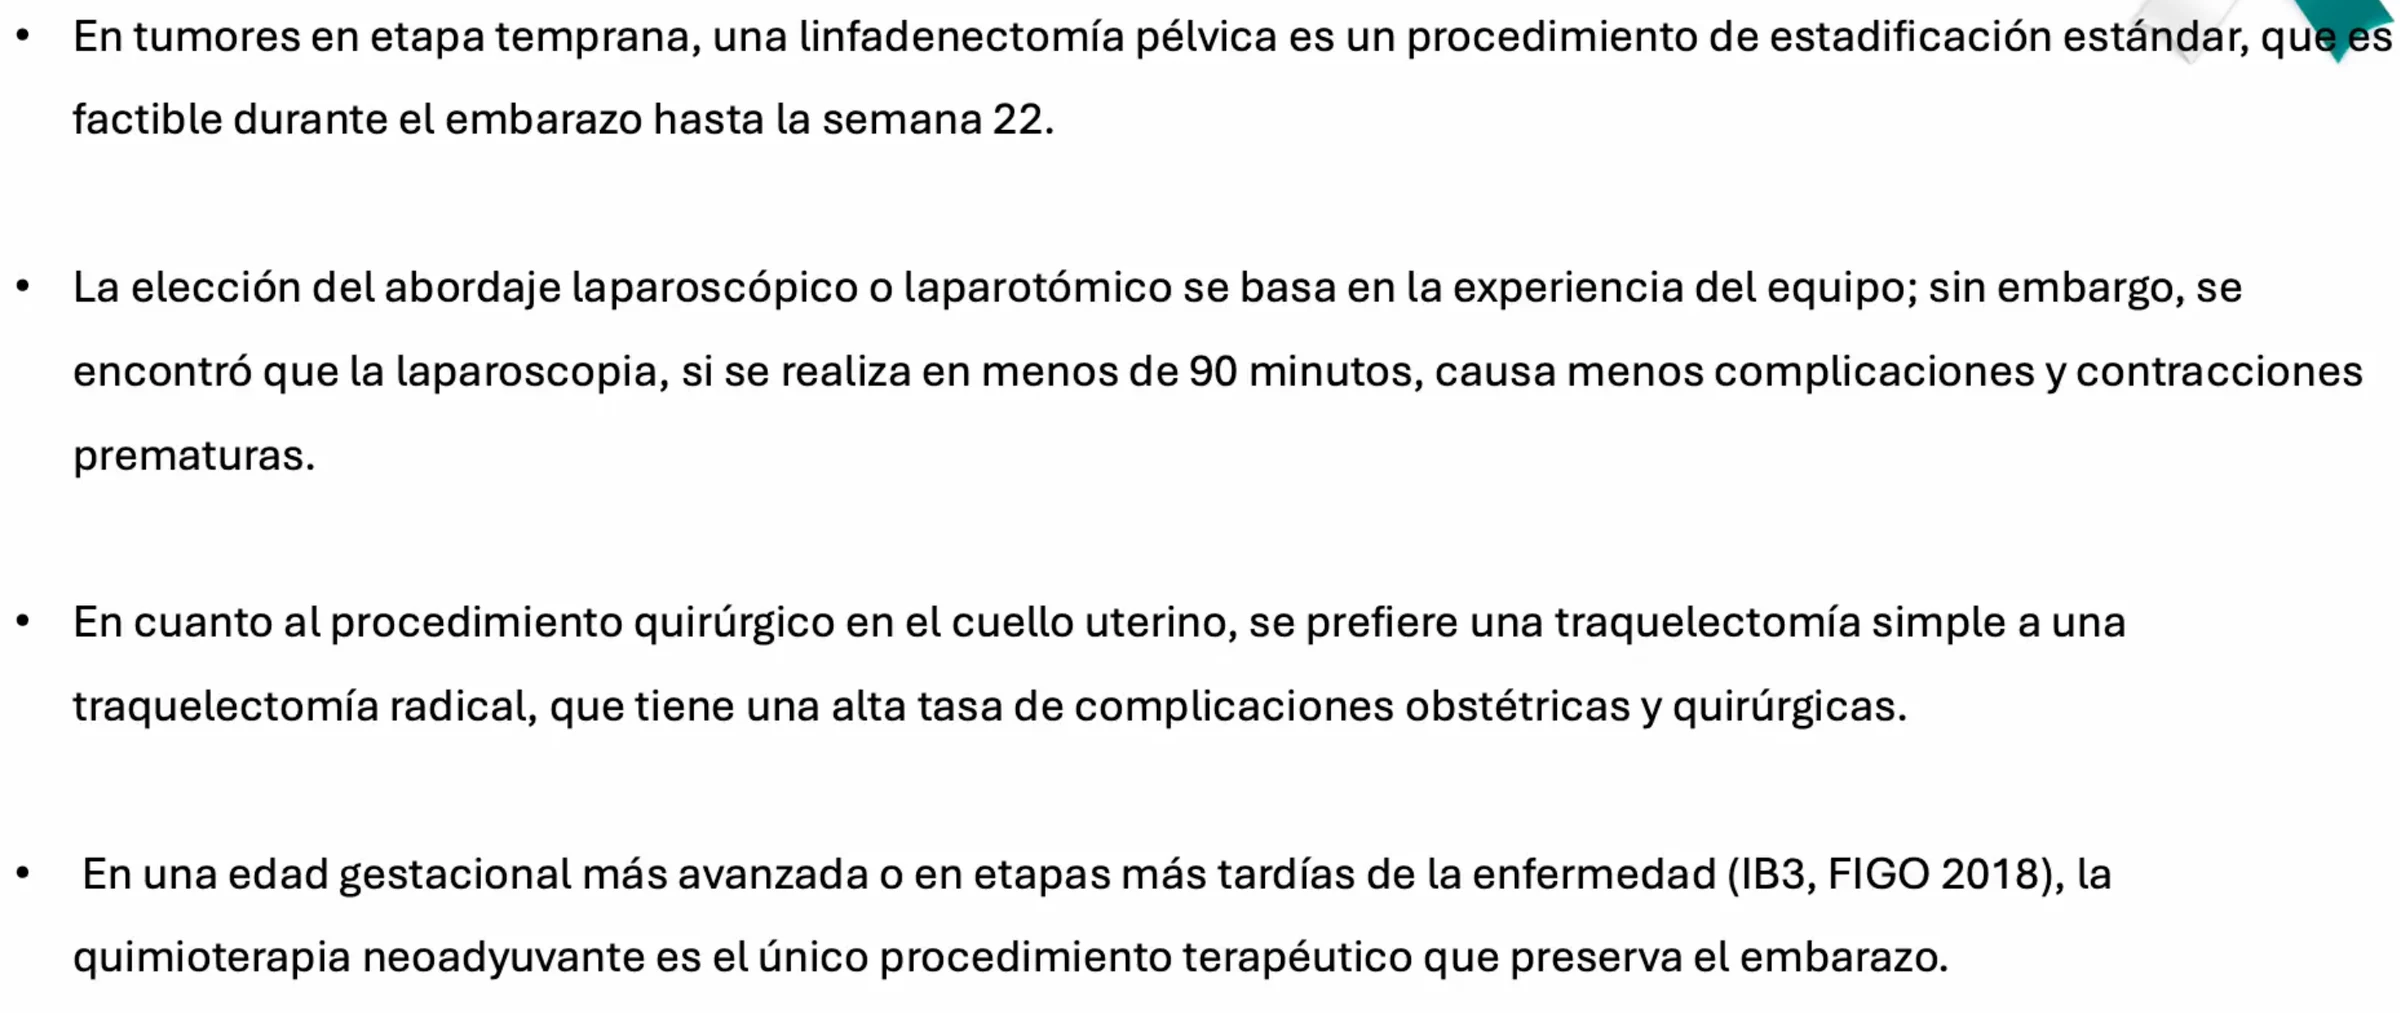 • En tumores en etapa temprana, una linfadenectomía pélvica es un procedimiento de estadificación estándar, que es
factible durante el embarazo hasta la semana 22.
• La elección del abordaje laparoscópico o laparotómico se basa en la experiencia del equipo; sin embargo, se
encontró que la laparoscopia, si se realiza en menos de 90 minutos, causa menos complicaciones y contracciones
prematuras.
• En cuanto al procedimiento quirúrgico en el cuello uterino, se prefiere una traquelectomía simple a una
traquelectomía radical, que tiene una alta tasa de complicaciones obstétricas y quirúrgicas.
• En una edad gestacional más avanzada o en etapas más tardías de la enfermedad (IB3, FIGO 2018), la
quimioterapia neoadyuvante es el único procedimiento terapéutico que preserva el embarazo.